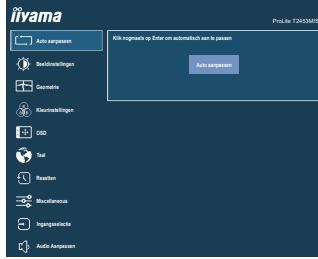 iiyama
ProLite T2453MIS
Auto aanpassen
Klik nogmaals op Enter om automatisch aan te passen
Auto aanpassen
Beeldinstellingen
Geometrie
Kleurinstellingen
OSD
Taal
Resetten
Miscellaneous
Ingangsselectie
Audio Aanpassen